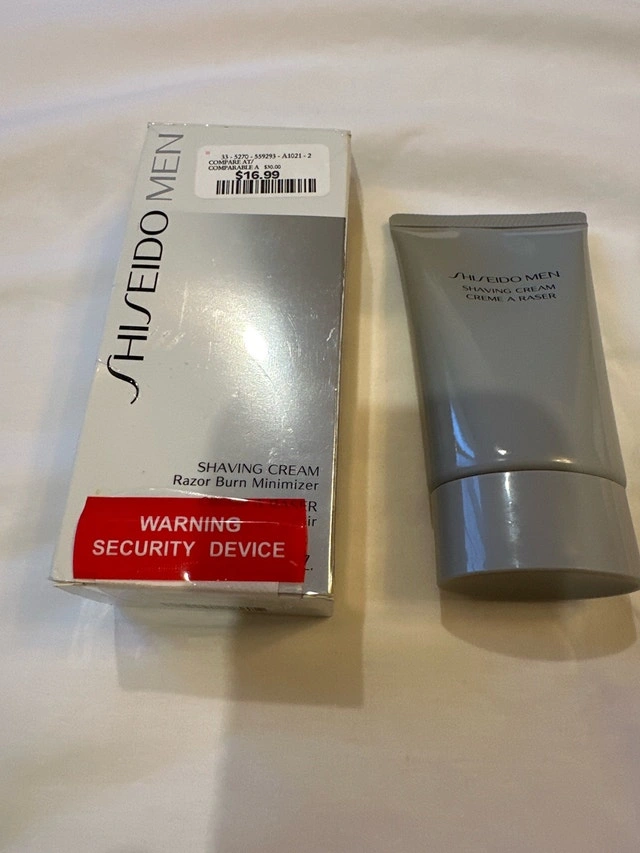 SHISEIDO MEN
33 - 5270 - 559293 - A1021 - 2
COMPARE AT/
COMPARABLE A $30.00
$16.99
SHAVING CREAM
Razor Burn Minimizer
WARNING
SECURITY DEVICE
SHISEIDO MEN
SHAVING CREAM
CREME A RASER